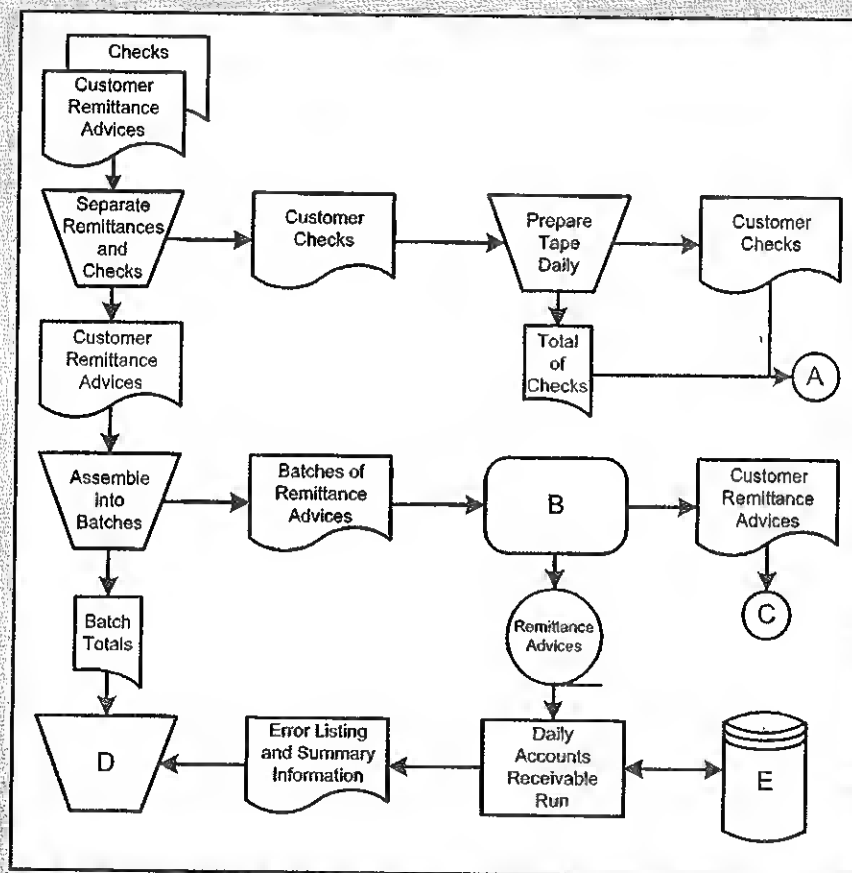 Checks
Customer
Remittance
Advices
Separate
Remittances
and
Checks
Customer
Checks
Prepare
Tape
Daily
Customer
Checks
Customer
Remittance
Advices
Total
of
Checks
A
Assemble
into
Batches
Batches of
Remittance
Advices
B
Customer
Remittance
Advices
Batch
Totals
Remittance
Advices
C
D
Error Listing
and Summary
Information
Daily
Accounts
Receivable
Run
E